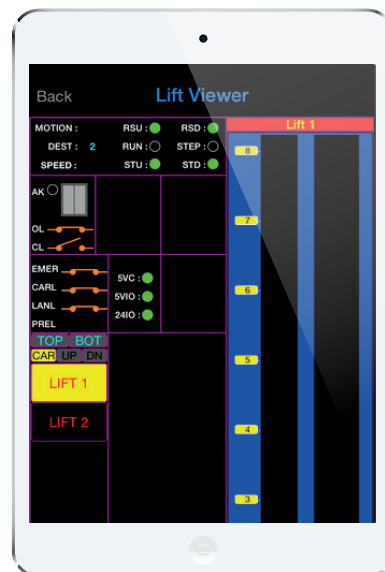 Back Lift Viewer
MOTION : RSU : RSD :
DEST : 2 RUN : STEP :
SPEED : STU : STD :
AK
OL
CL
EMER
CARL
LANL
PREL
5VC :
5VIO :
24IO :
TOP BOT
CAR UP DN
LIFT 1
LIFT 2
Lift 1
8
7
6
5
4
3